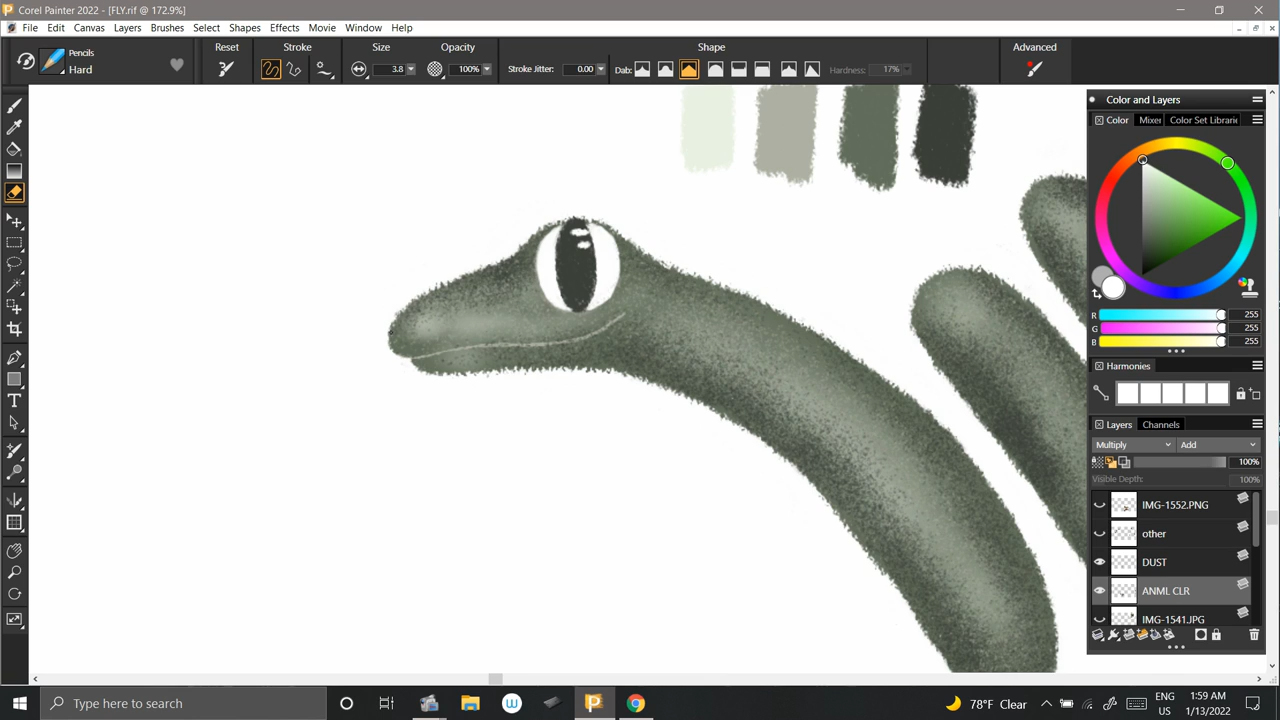 Corel Painter 2022 - [FLY.rif @ 172.9%]
File Edit Canvas Layers Brushes Select Shapes Effects Movie Window Help
Pencils
Hard
Reset
Stroke
Size
3.8
Opacity
100%
Stroke Jitter: 0.00
Shape
Dab:
Hardness: 17%
Advanced
Color and Layers
Color Mixer Color Set Librarie
R 255
G 255
B 255
Harmonies
Layers Channels
Multiply Add
100%
Visible Depth: 100%
IMG-1552.PNG
other
DUST
ANML CLR
IMG-1541.JPG
Type here to search
78°F Clear
ENG
US
1:59 AM
1/13/2022